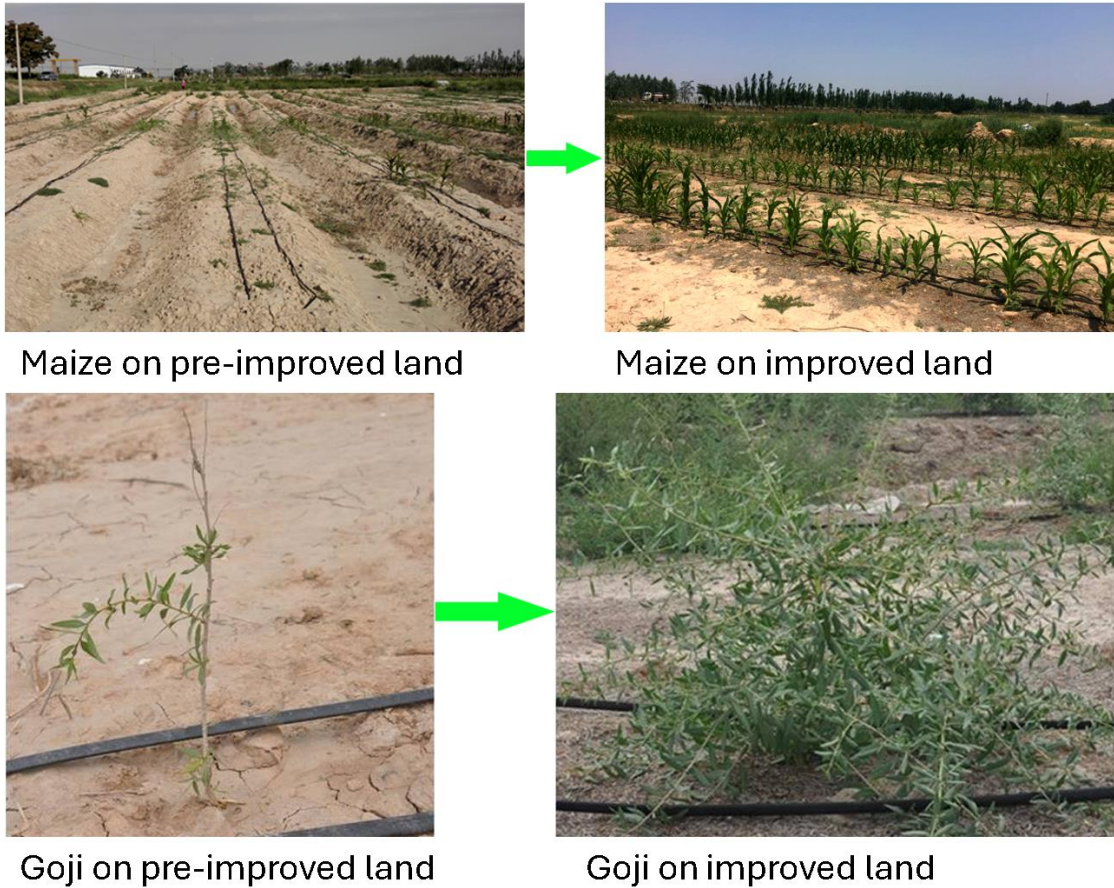 Maize on pre-improved land
Maize on improved land
Goji on pre-improved land
Goji on improved land